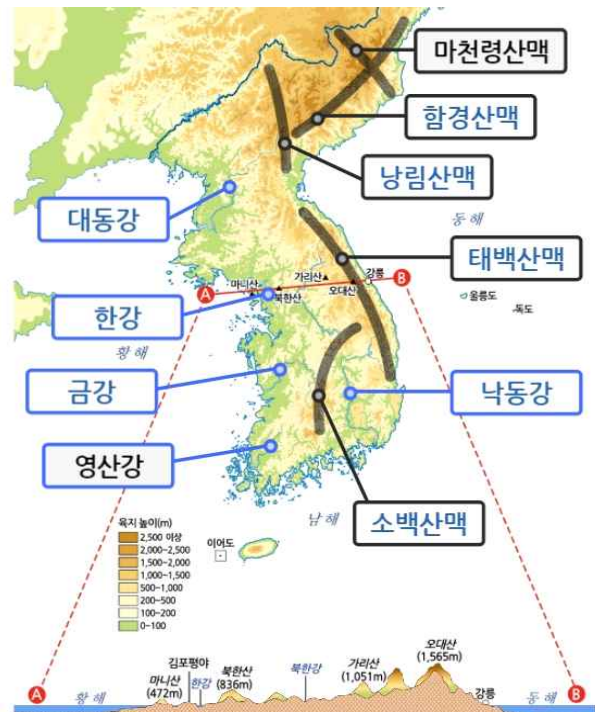 마천령산맥
함경산맥
낭림산맥
대동강
동해
태백산맥
마니산
가리산
강릉
A
B
북한산
오대산
울릉도
독도
한강
황해
금강
낙동강
영산강
남해
소백산맥
육지 높이(m)
2,500 이상
2,000~2,500
1,500~2,000
1,000~1,500
500~1,000
200~500
100~200
0~100
이어도
오대산
(1,565m)
김포평야
마니산
(472m)
한강
북한산
(836m)
북한강
가리산
(1,051m)
A
황해
강릉
동해
B